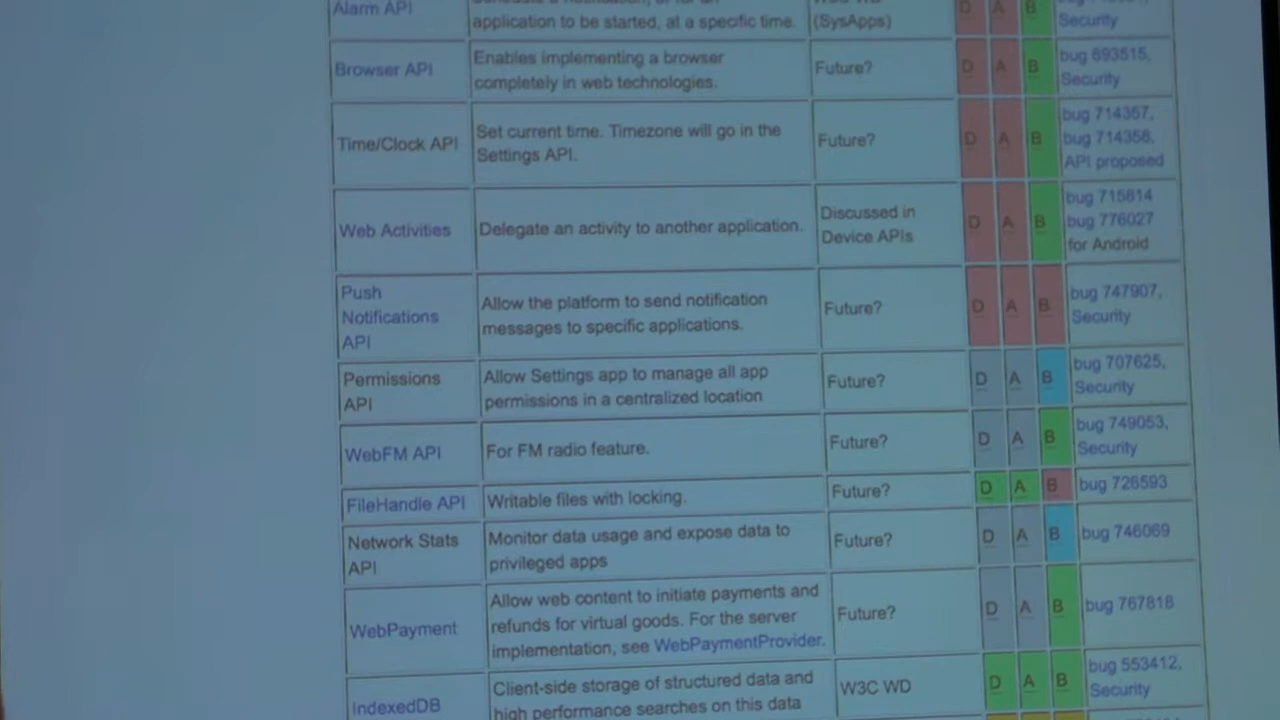 Alarm API
application to be started, at a specific time.
(SysApps)
D A B
Security
Browser API
Enables implementing a browser
completely in web technologies.
Future?
D A B
bug 693515,
Security
Time/Clock API
Set current time. Timezone will go in the
Settings API.
Future?
D A B
bug 714357,
bug 714358,
API proposed
Web Activities
Delegate an activity to another application.
Discussed in
Device APIs
D A B
bug 715814
bug 776027
for Android
Push
Notifications
API
Allow the platform to send notification
messages to specific applications.
Future?
D A B
bug 747907,
Security
Permissions
API
Allow Settings app to manage all app
permissions in a centralized location
Future?
D A B
bug 707625,
Security
WebFM API
For FM radio feature.
Future?
D A B
bug 749053,
Security
FileHandle API
Writable files with locking.
Future?
D A B
bug 726593
Network Stats
API
Monitor data usage and expose data to
privileged apps
Future?
D A B
bug 746069
WebPayment
Allow web content to initiate payments and
refunds for virtual goods. For the server
implementation, see WebPaymentProvider.
Future?
D A B
bug 767818
IndexedDB
Client-side storage of structured data and
high performance searches on this data
W3C WD
D A B
bug 553412,
Security